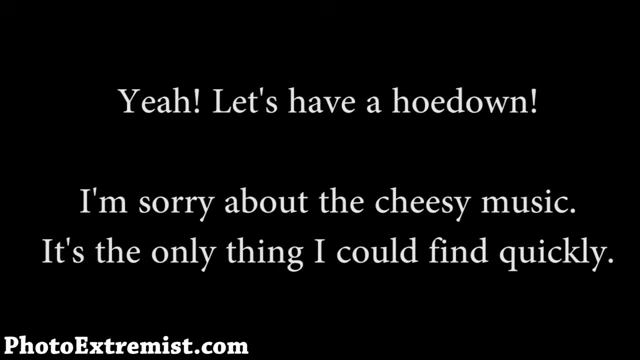 Yeah! Let's have a hoedown!
I'm sorry about the cheesy music.
It's the only thing I could find quickly.
PhotoExtremist.com